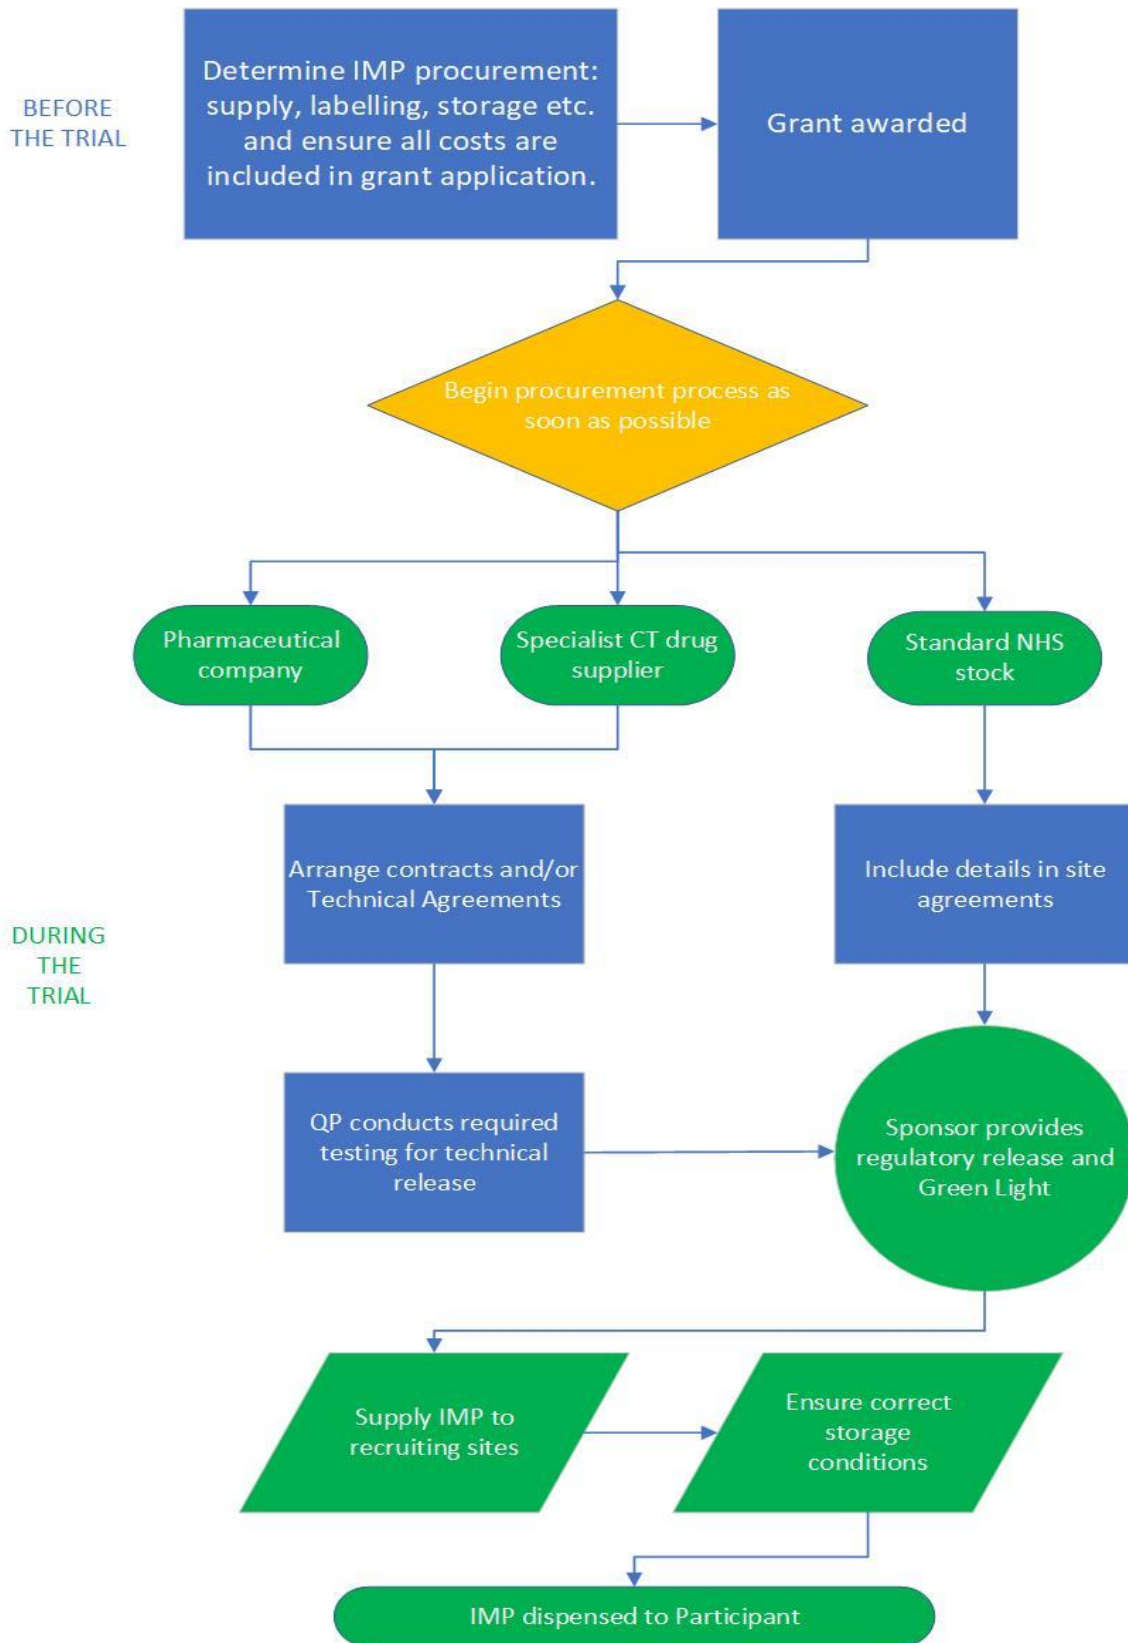 BEFORE
THE TRIAL
Determine IMP procurement:
supply, labelling, storage etc.
and ensure all costs are
included in grant application.
Grant awarded
Begin procurement process as
soon as possible
Pharmaceutical
company
Specialist CT drug
supplier
Standard NHS
stock
DURING
THE
TRIAL
Arrange contracts and/or
Technical Agreements
Include details in site
agreements
QP conducts required
testing for technical
release
Sponsor provides
regulatory release and
Green Light
Supply IMP to
recruiting sites
Ensure correct
storage
conditions
IMP dispensed to Participant